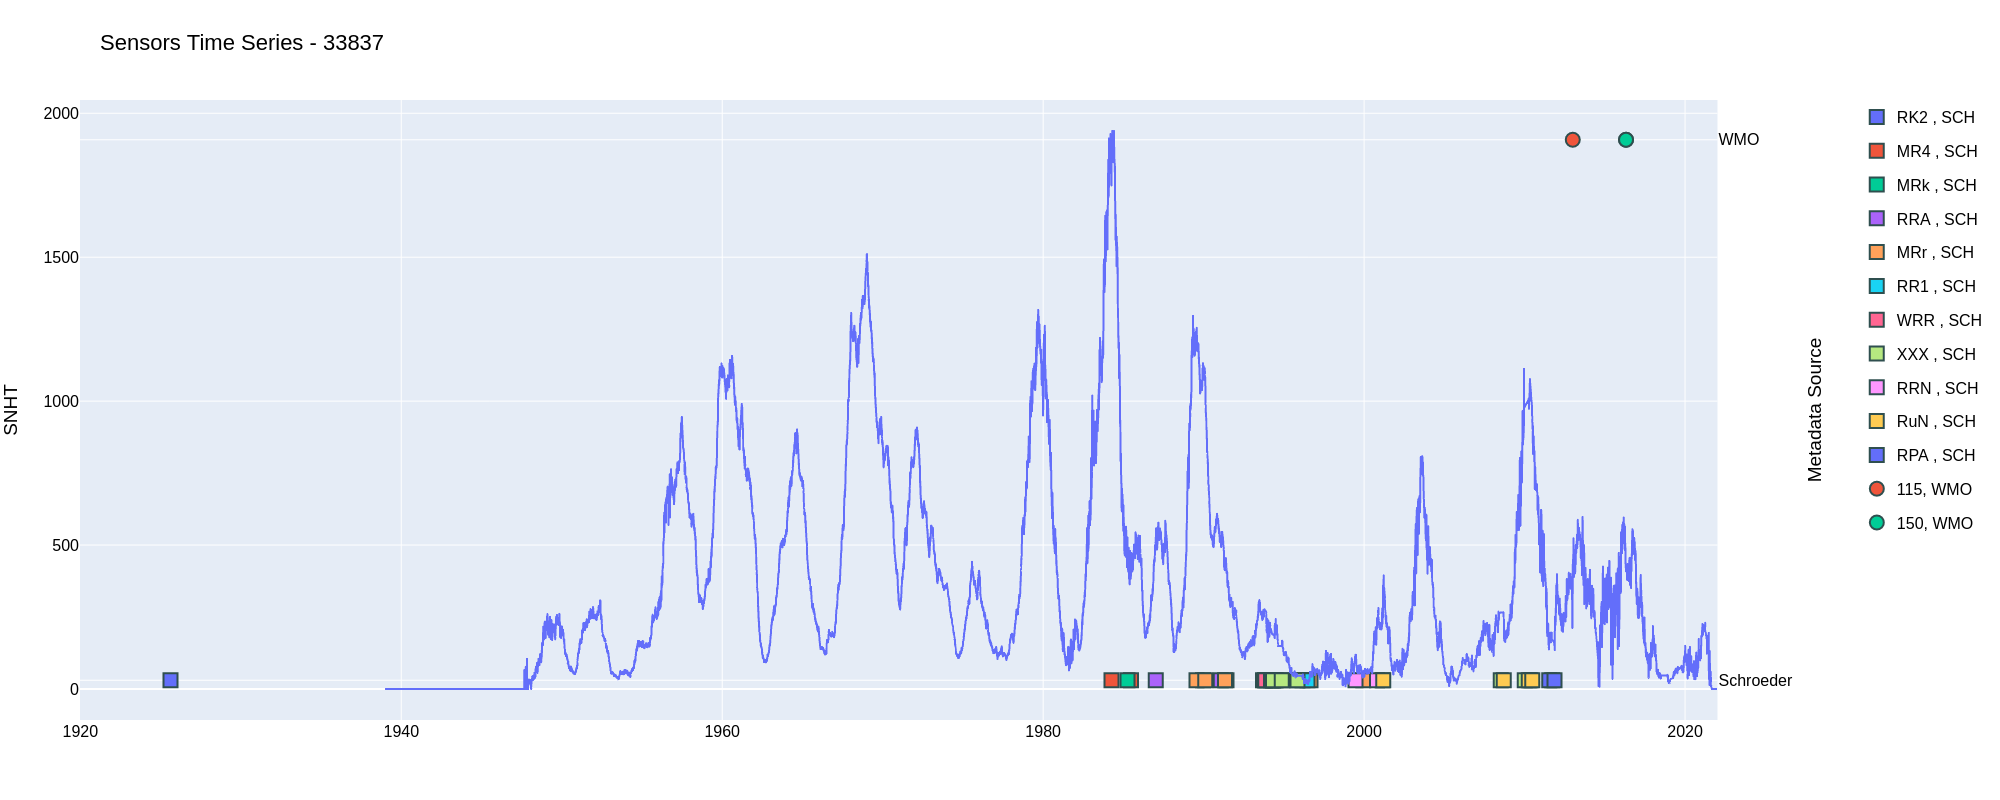 Sensors Time Series - 33837
SNHT
2000
1500
1000
500
0
1920
1940
1960
1980
2000
2020
WMO
Schroeder
Metadata Source
RK2 , SCH
MR4 , SCH
MRk , SCH
RRA , SCH
MRr , SCH
RR1 , SCH
WRR , SCH
XXX , SCH
RRN , SCH
RuN , SCH
RPA , SCH
115, WMO
150, WMO